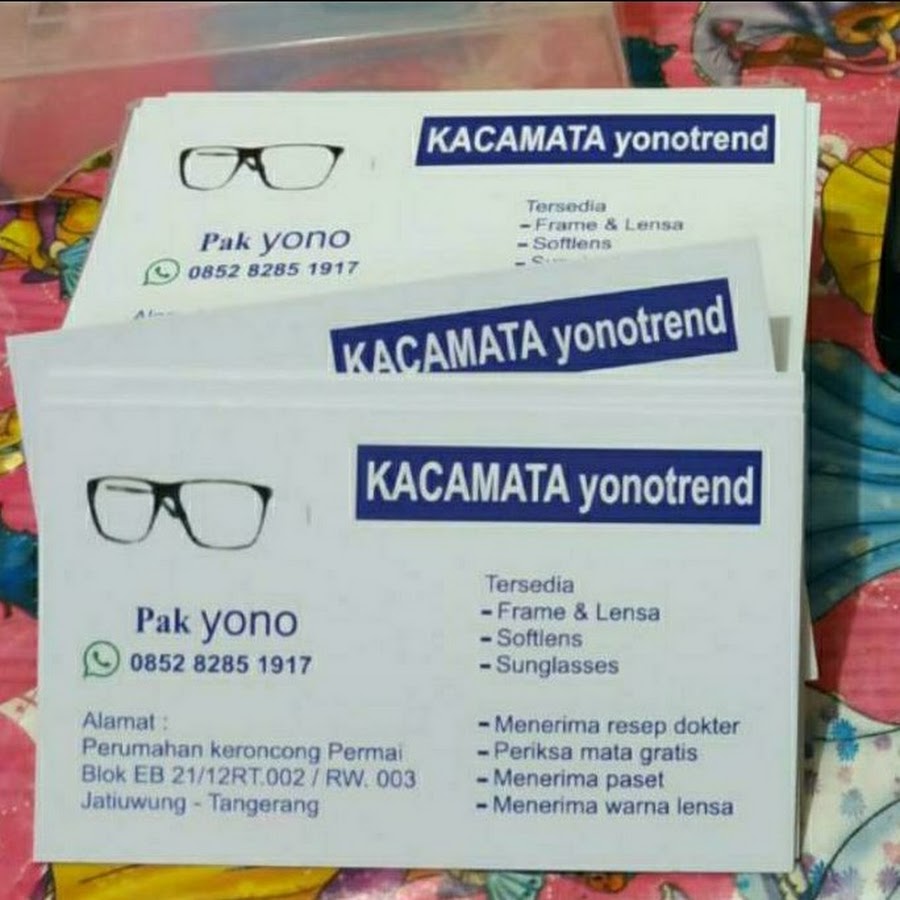 KACAMATA yonotrend
Pak yono
0852 8285 1917
Tersedia
- Frame & Lensa
- Softlens
KACAMATA yonotrend
KACAMATA yonotrend
Pak yono
0852 8285 1917
Alamat :
Perumahan keroncong Permai
Blok EB 21/12RT.002 / RW. 003
Jatiuwung - Tangerang
Tersedia
- Frame & Lensa
- Softlens
- Sunglasses
- Menerima resep dokter
- Periksa mata gratis
- Menerima paset
- Menerima warna lensa